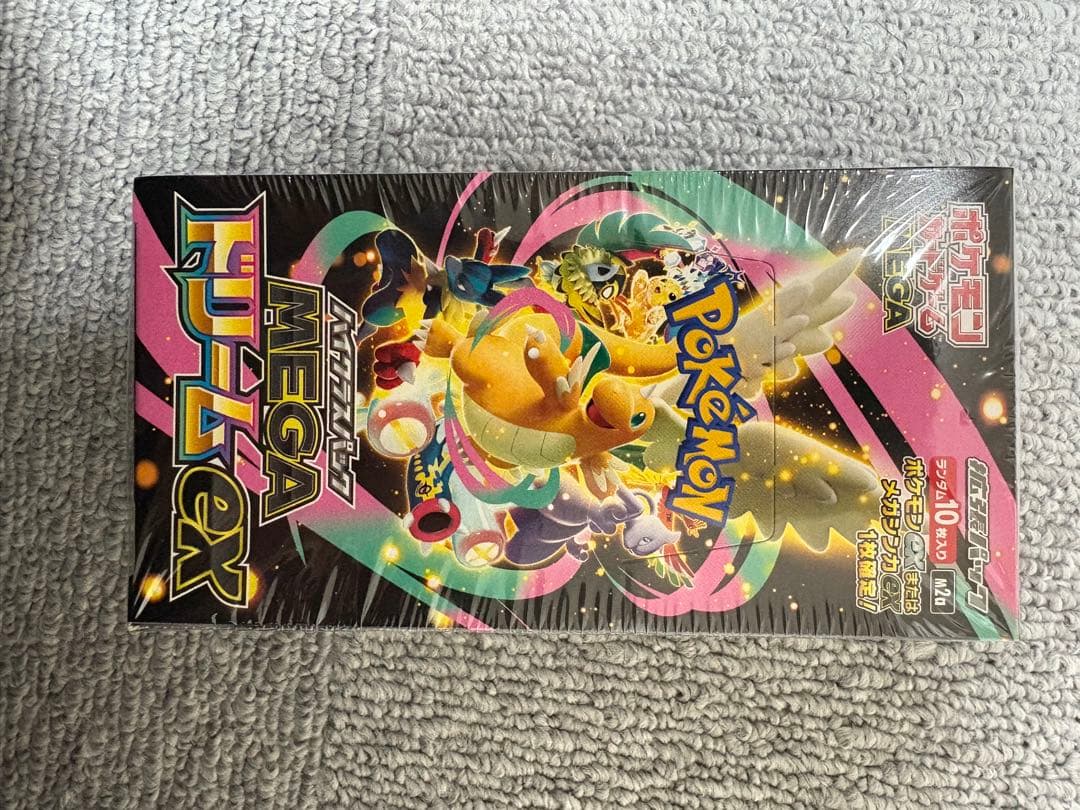 ポケモン
カードゲーム
MEGA
拡張パック
ランダム10枚入り
M2a
ポケモンexまたは
メガシンカex
1枚確定!
POKÉMON
TM
ハイクラスパック
MEGA
ドリームex